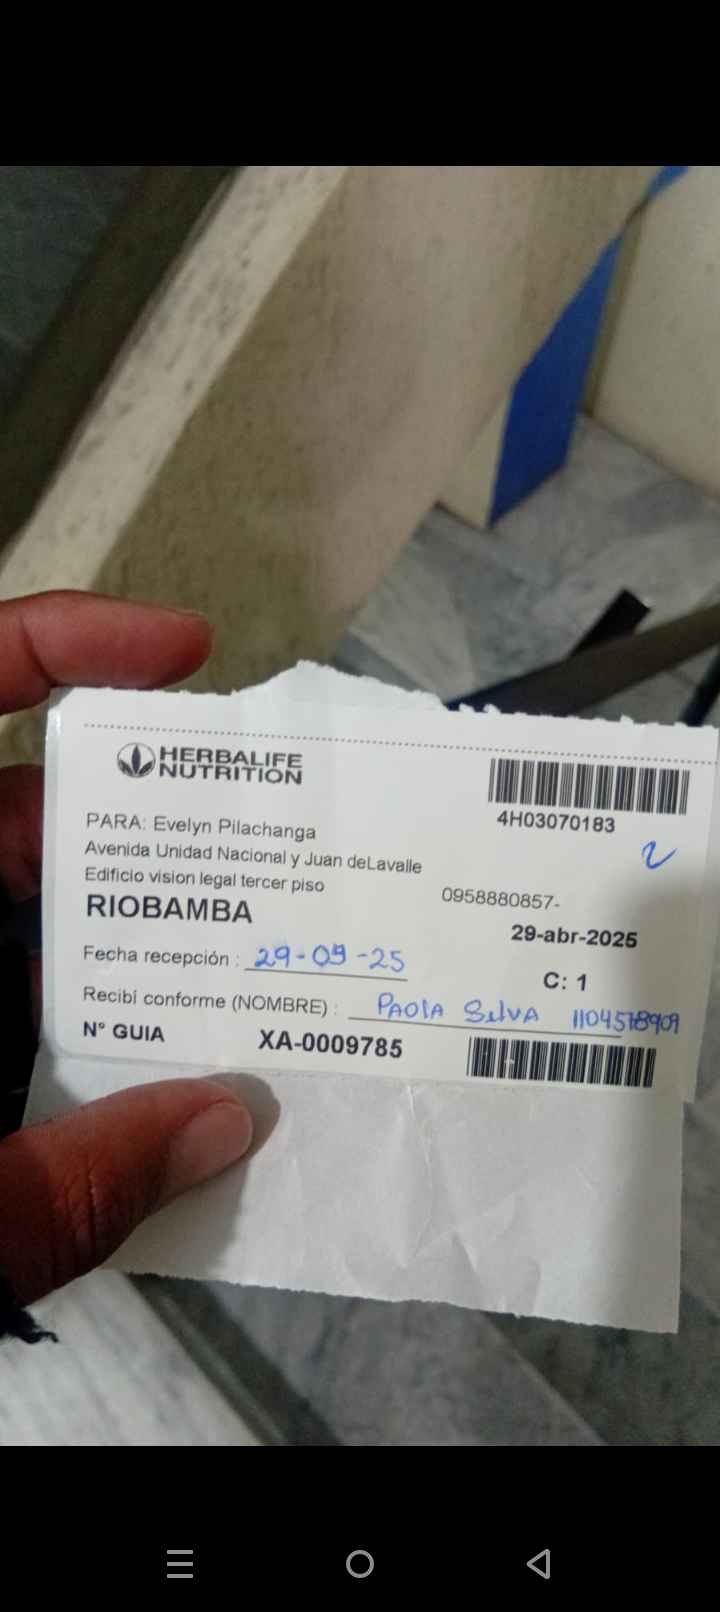 HERBALIFE
NUTRITION
4H03070183
2
PARA: Evelyn Pilachanga
Avenida Unidad Nacional y Juan deLavalle
Edificio vision legal tercer piso
0958880857-
RIOBAMBA
29-abr-2025
Fecha recepción : 29-09-25
C: 1
Recibí conforme (NOMBRE) : PAOlA SelvA 1104578909
N° GUIA XA-0009785